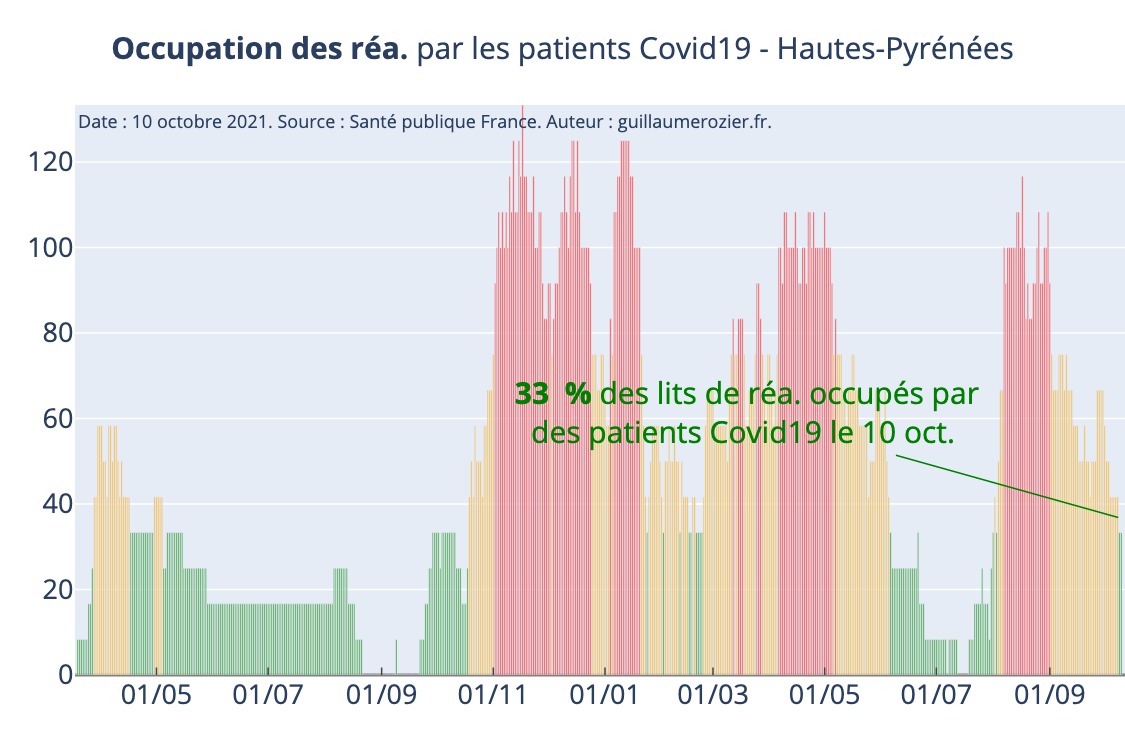 Occupation des réa. par les patients Covid19 - Hautes-Pyrénées
Date : 10 octobre 2021. Source : Santé publique France. Auteur : guillaumerozier.fr.
120
100
80
60
40
20
0
33 % des lits de réa. occupés par
des patients Covid19 le 10 oct.
01/05 01/07 01/09 01/11 01/01 01/03 01/05 01/07 01/09